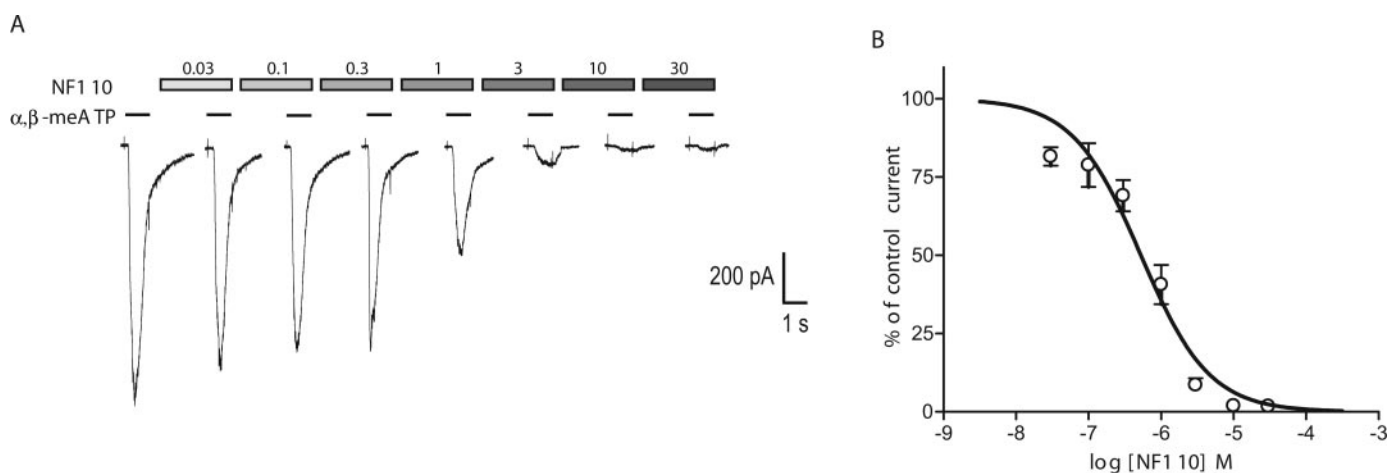 A
NF1 10
0.03 0.1 0.3 1 3 10 30
α,β -meA TP
200 pA
1 s
B
% of control current
100
75
50
25
0
-9 -8 -7 -6 -5 -4 -3
log [NF1 10] M